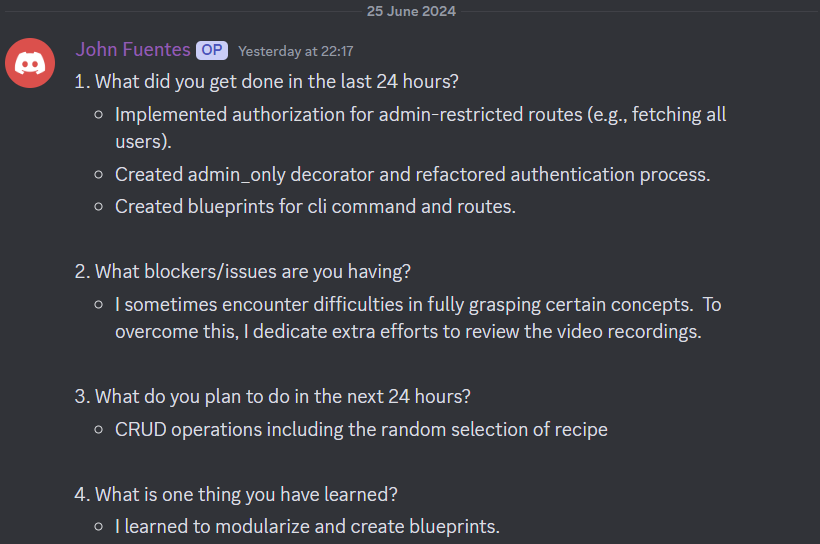 25 June 2024
John Fuentes OP Yesterday at 22:17
1. What did you get done in the last 24 hours?
◦ Implemented authorization for admin-restricted routes (e.g., fetching all
users).
◦ Created admin_only decorator and refactored authentication process.
◦ Created blueprints for cli command and routes.
2. What blockers/issues are you having?
◦ I sometimes encounter difficulties in fully grasping certain concepts.  To
overcome this, I dedicate extra efforts to review the video recordings.
3. What do you plan to do in the next 24 hours?
◦ CRUD operations including the random selection of recipe
4. What is one thing you have learned?
◦ I learned to modularize and create blueprints.